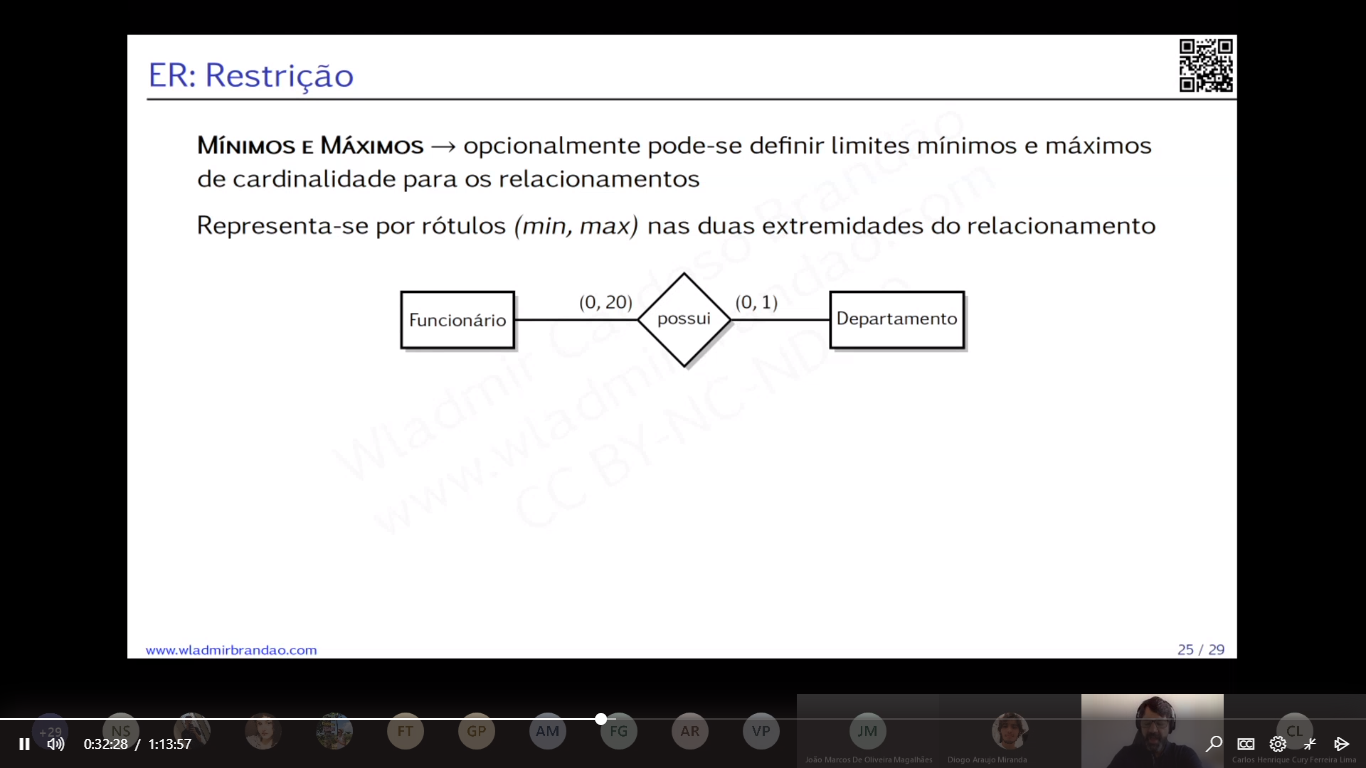 ER: Restrição
MÍNIMOS E MÁXIMOS → opcionalmente pode-se definir limites mínimos e máximos
de cardinalidade para os relacionamentos
Representa-se por rótulos (min, max) nas duas extremidades do relacionamento
Funcionário
(0, 20)
possui
(0, 1)
Departamento
Wladmir Cardoso Brandão
www.wladmirbrandao.com
CC BY-NC-ND
www.wladmirbrandao.com
25 / 29
+29
NS
FT
GP
AM
FG
AR
VP
JM
CL
João Marcos De Oliveira Magalhães
Diogo Araujo Miranda
Carlos Henrique Cury Ferreira Lima
0:32:28 / 1:13:57
CC